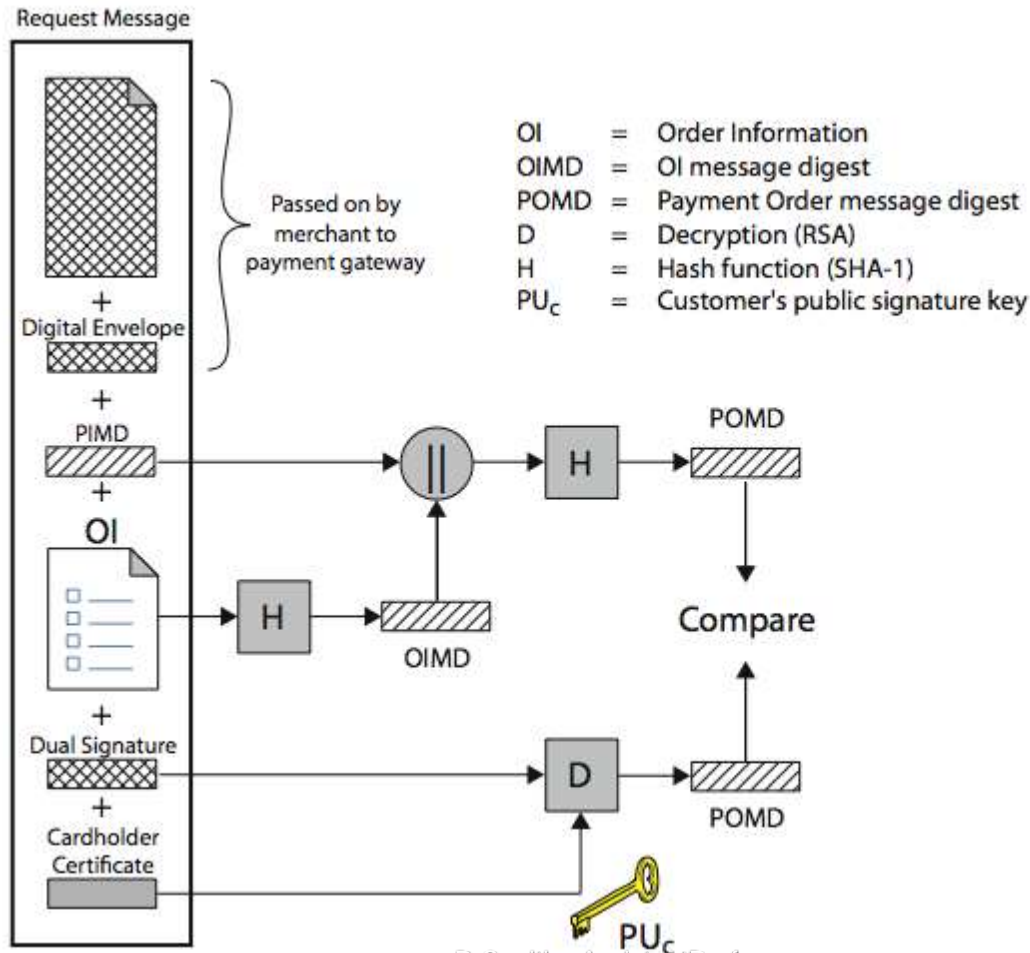 Request Message
OI = Order Information
OIMD = OI message digest
POMD = Payment Order message digest
D = Decryption (RSA)
H = Hash function (SHA-1)
PUc = Customer's public signature key
Passed on by
merchant to
payment gateway
+
Digital Envelope
+
PIMD
||
H
POMD
+
OI
H
OIMD
Compare
+
Dual Signature
D
POMD
+
Cardholder
Certificate
PUc